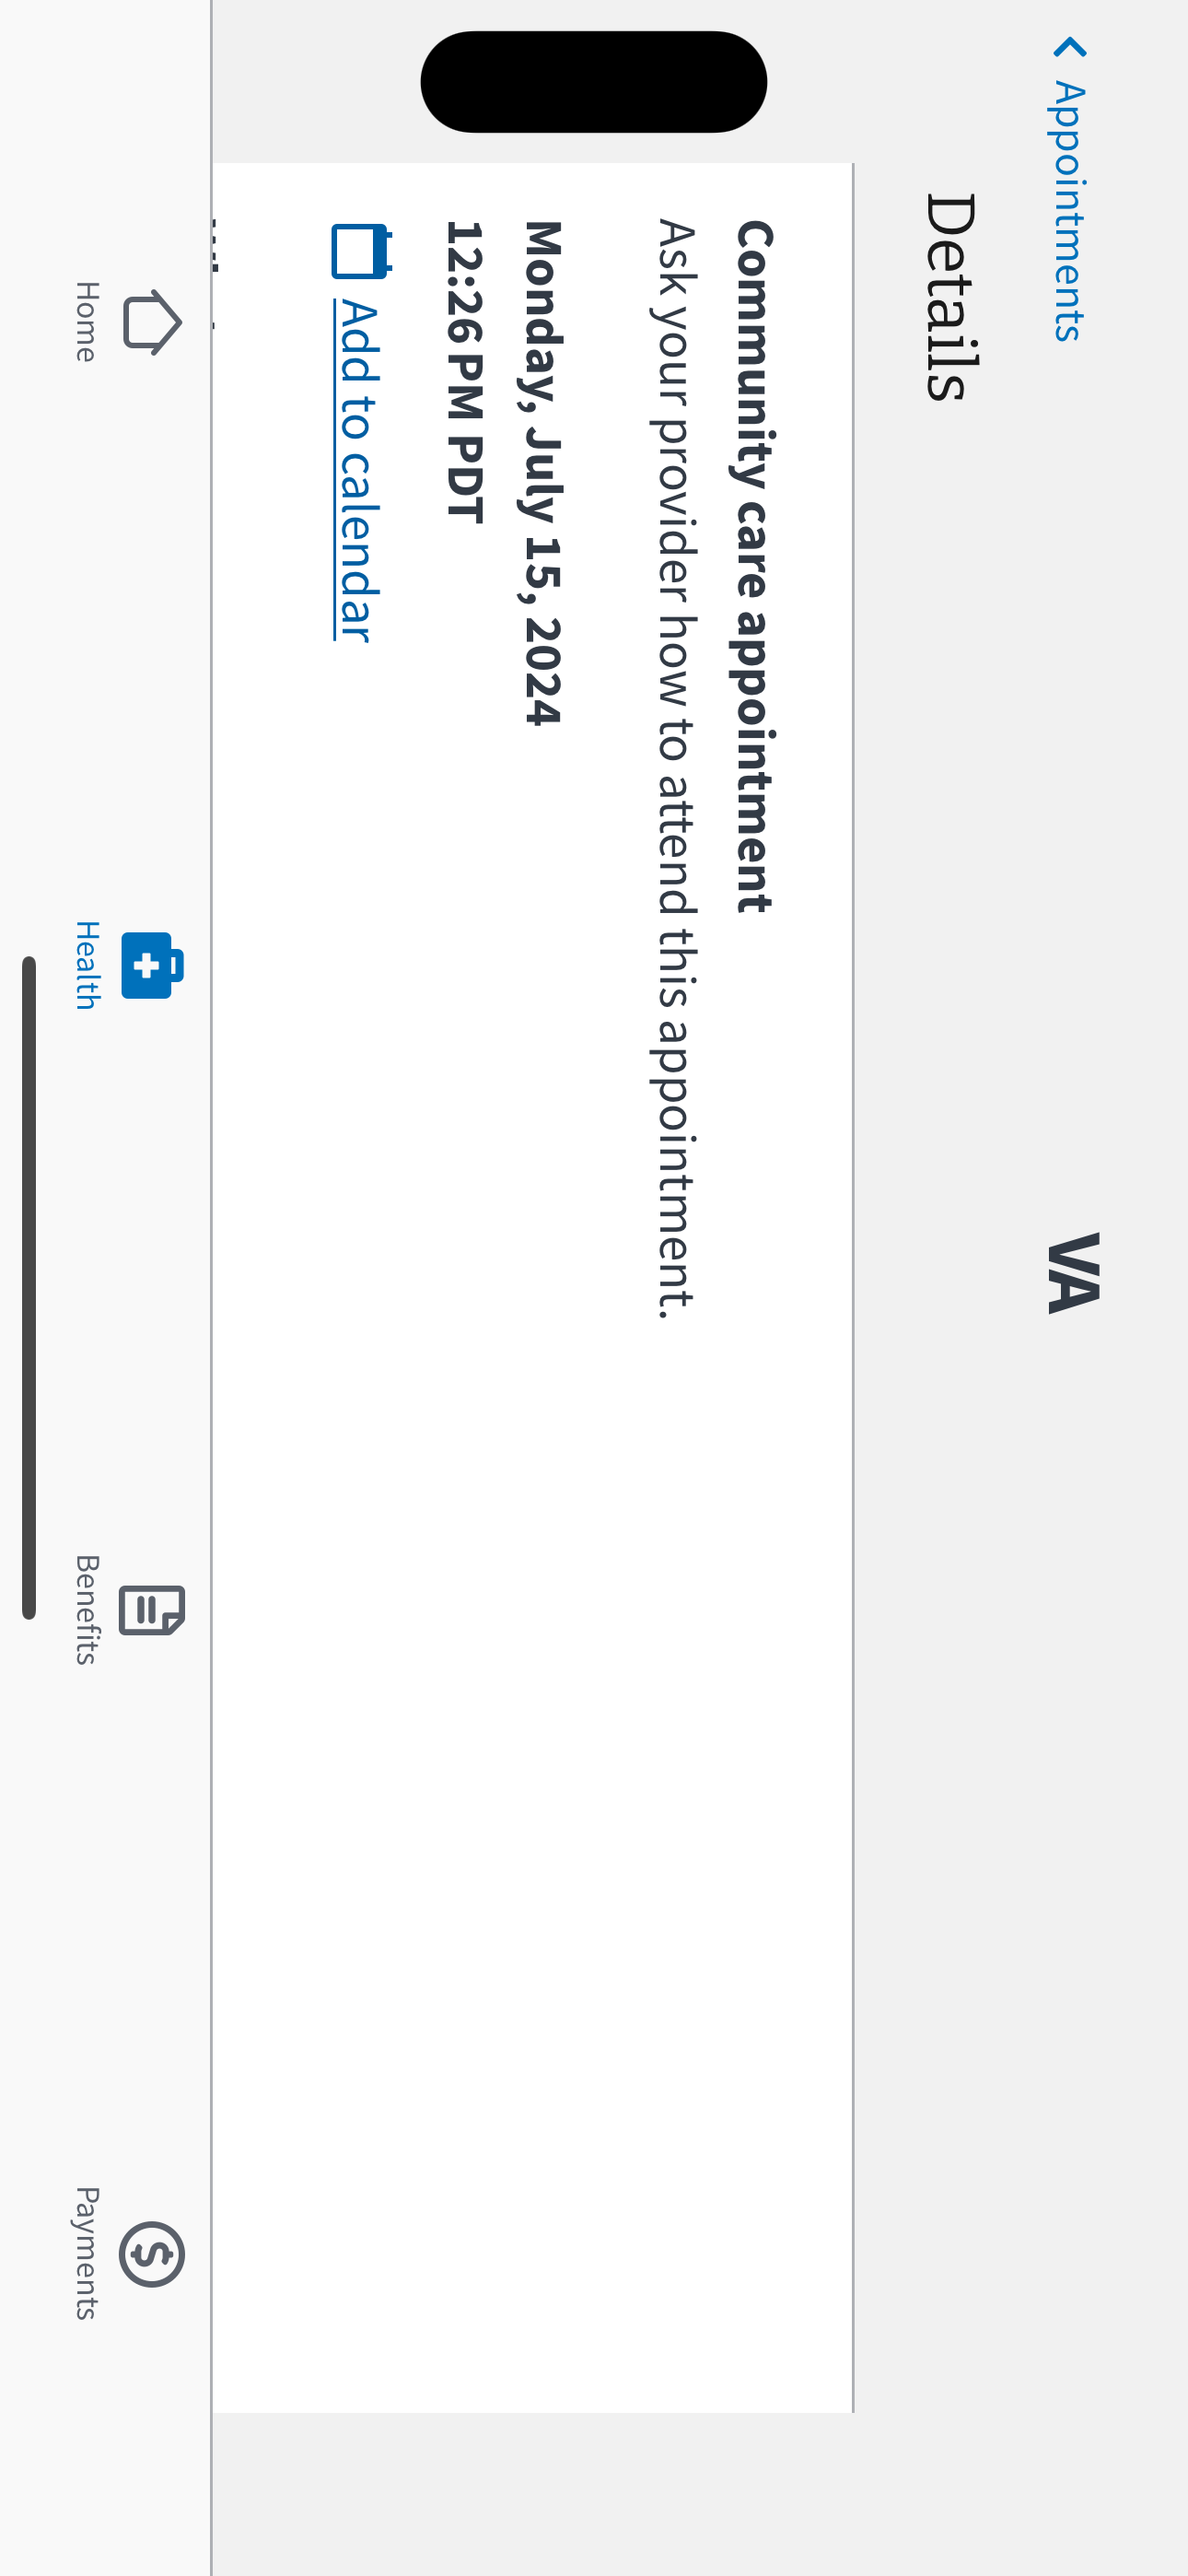 Appointments
VA
Details
Community care appointment
Ask your provider how to attend this appointment.
Monday, July 15, 2024
12:26 PM PDT
Add to calendar
Home
Health
Benefits
Payments